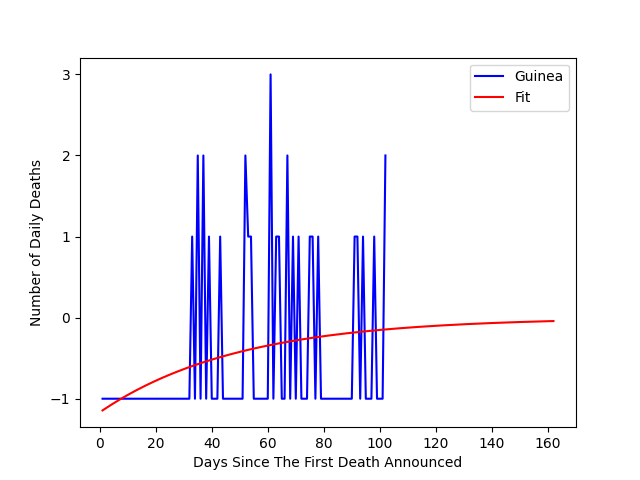 Guinea
Fit
3
2
1
0
−1
0 20 40 60 80 100 120 140 160
Number of Daily Deaths
Days Since The First Death Announced